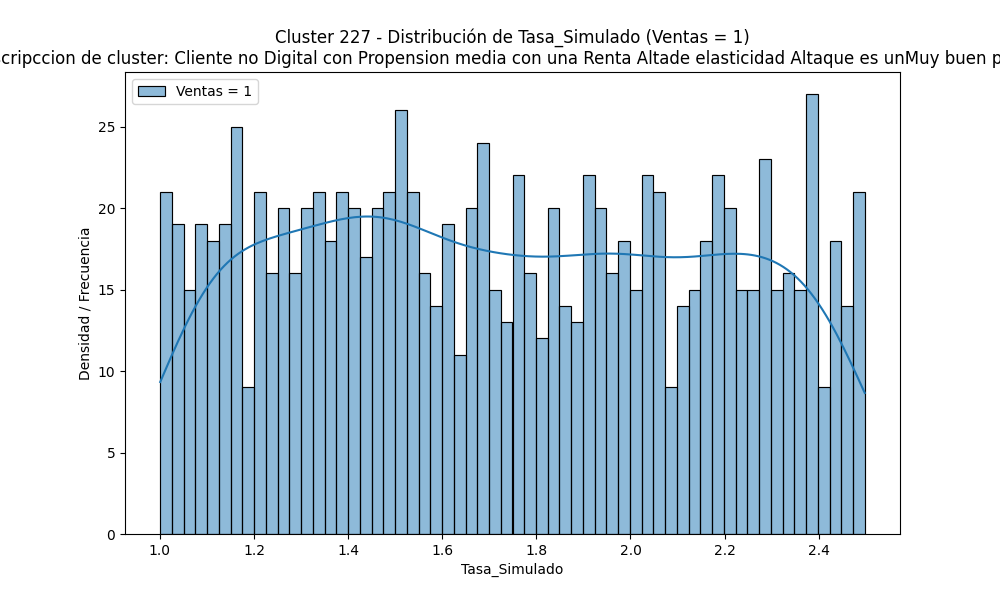 Cluster 227 - Distribución de Tasa_Simulado (Ventas = 1)
cripccion de cluster: Cliente no Digital con Propension media con una Renta Altade elasticidad Altaque es unMuy buen p
Ventas = 1
Densidad / Frecuencia
25
20
15
10
5
0
1.0 1.2 1.4 1.6 1.8 2.0 2.2 2.4
Tasa_Simulado